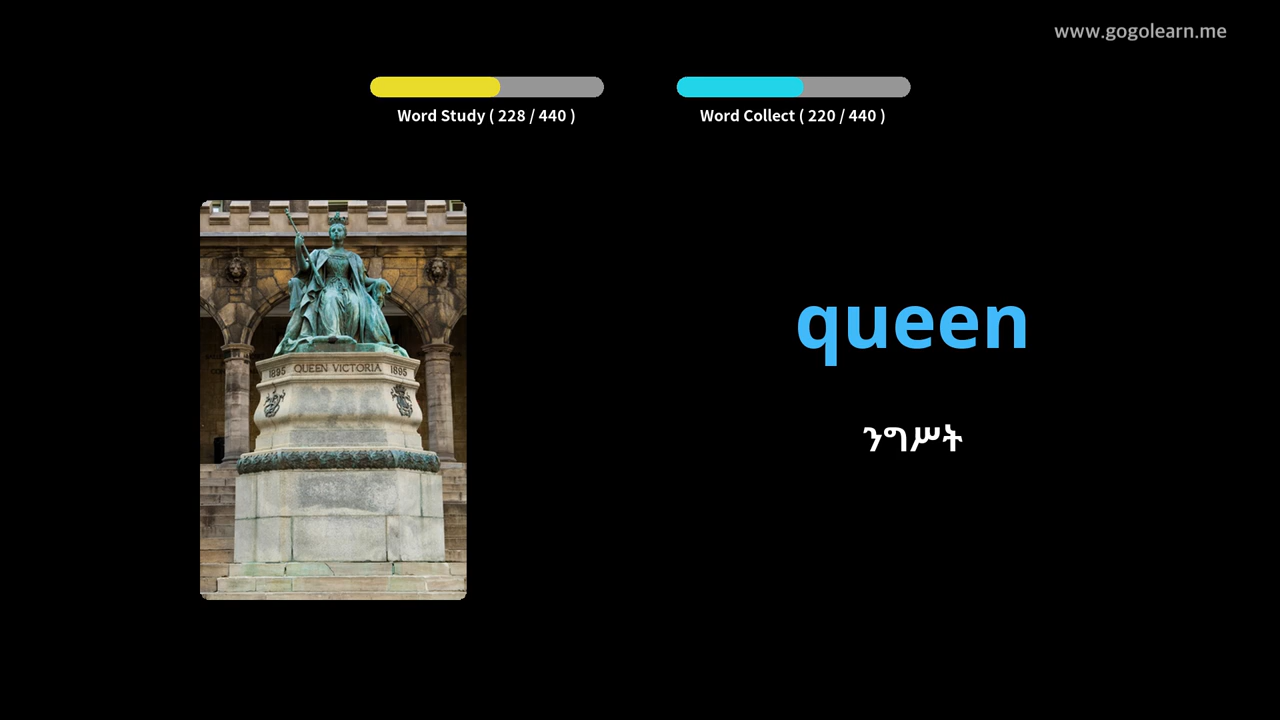 www.gogolearn.me
Word Study ( 228 / 440 )
Word Collect ( 220 / 440 )
1895 QUEEN VICTORIA 1895
queen
ንግሥት